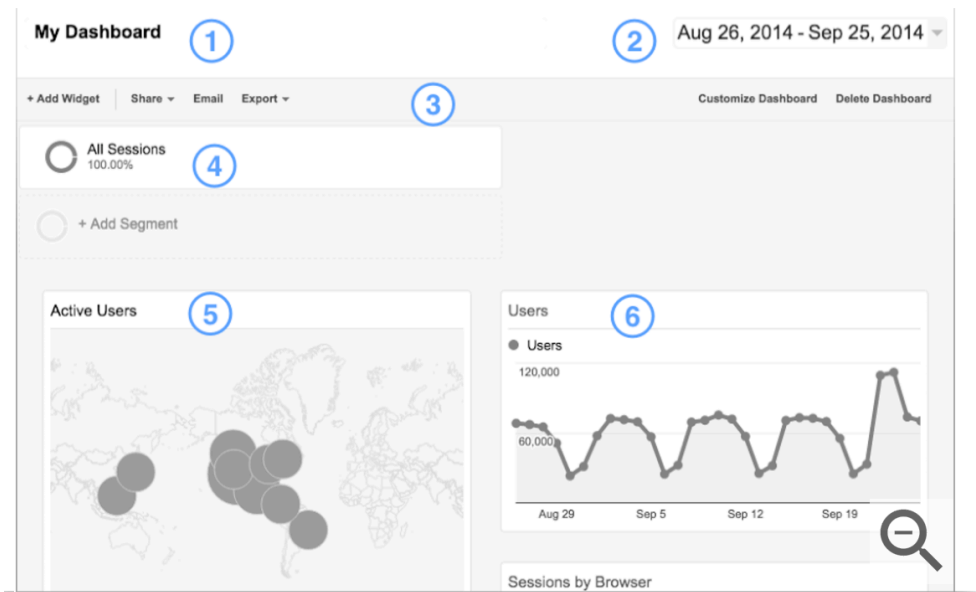 My Dashboard
1
2
Aug 26, 2014 - Sep 25, 2014
+ Add Widget
Share
Email
Export
3
Customize Dashboard
Delete Dashboard
All Sessions
100.00%
4
+ Add Segment
Active Users
5
Users
6
Users
120,000
60,000
Aug 29
Sep 5
Sep 12
Sep 19
Sessions by Browser